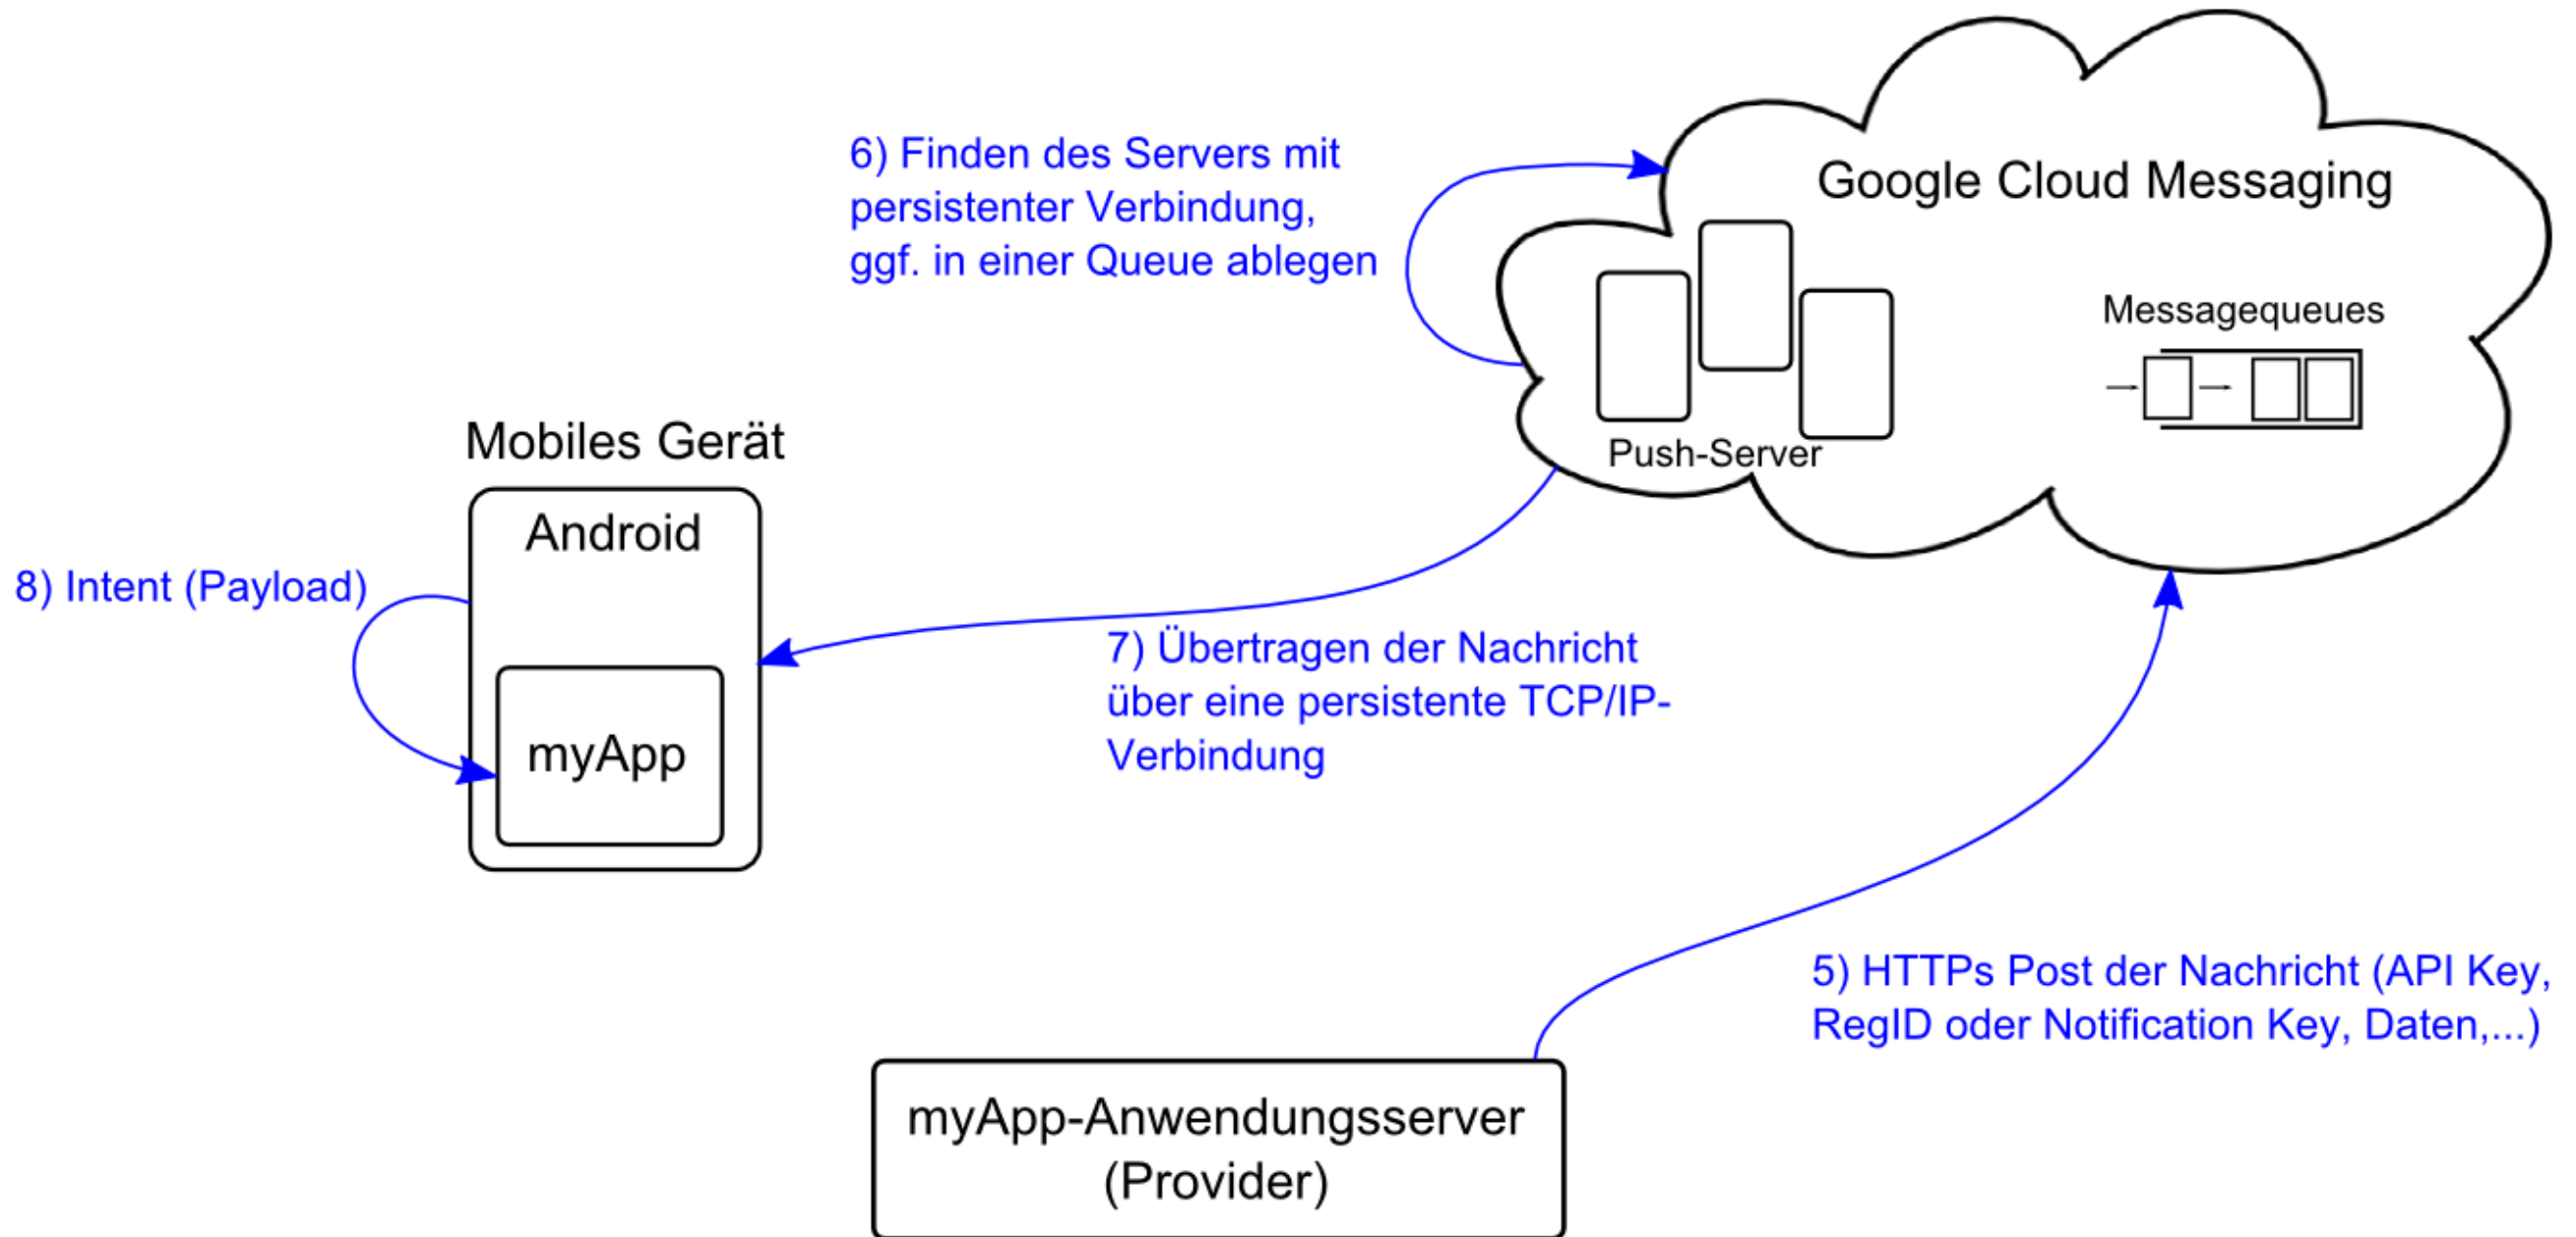 6) Finden des Servers mit
persistenter Verbindung,
ggf. in einer Queue ablegen
Google Cloud Messaging
Messagequeues
Push-Server
Mobiles Gerät
Android
8) Intent (Payload)
myApp
7) Übertragen der Nachricht
über eine persistente TCP/IP-
Verbindung
5) HTTPs Post der Nachricht (API Key,
RegID oder Notification Key, Daten,...)
myApp-Anwendungsserver
(Provider)